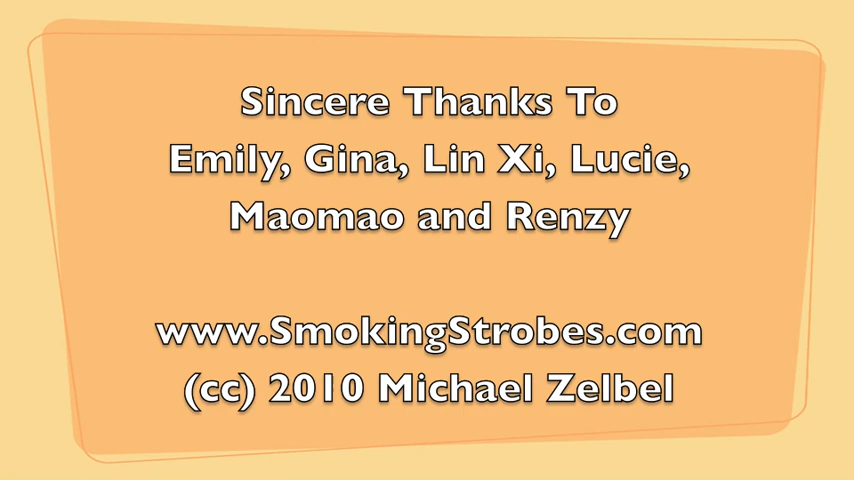 Sincere Thanks To
Emily, Gina, Lin Xi, Lucie,
Maomao and Renzy
www.SmokingStrobes.com
(cc) 2010 Michael Zelbel